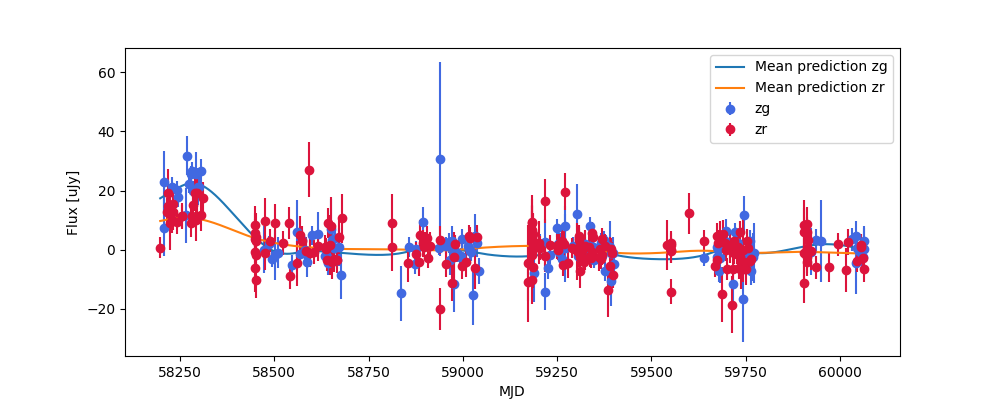 Mean prediction zg
Mean prediction zr
zg
zr
60
40
20
0
−20
Flux [uJy]
58250 58500 58750 59000 59250 59500 59750 60000
MJD